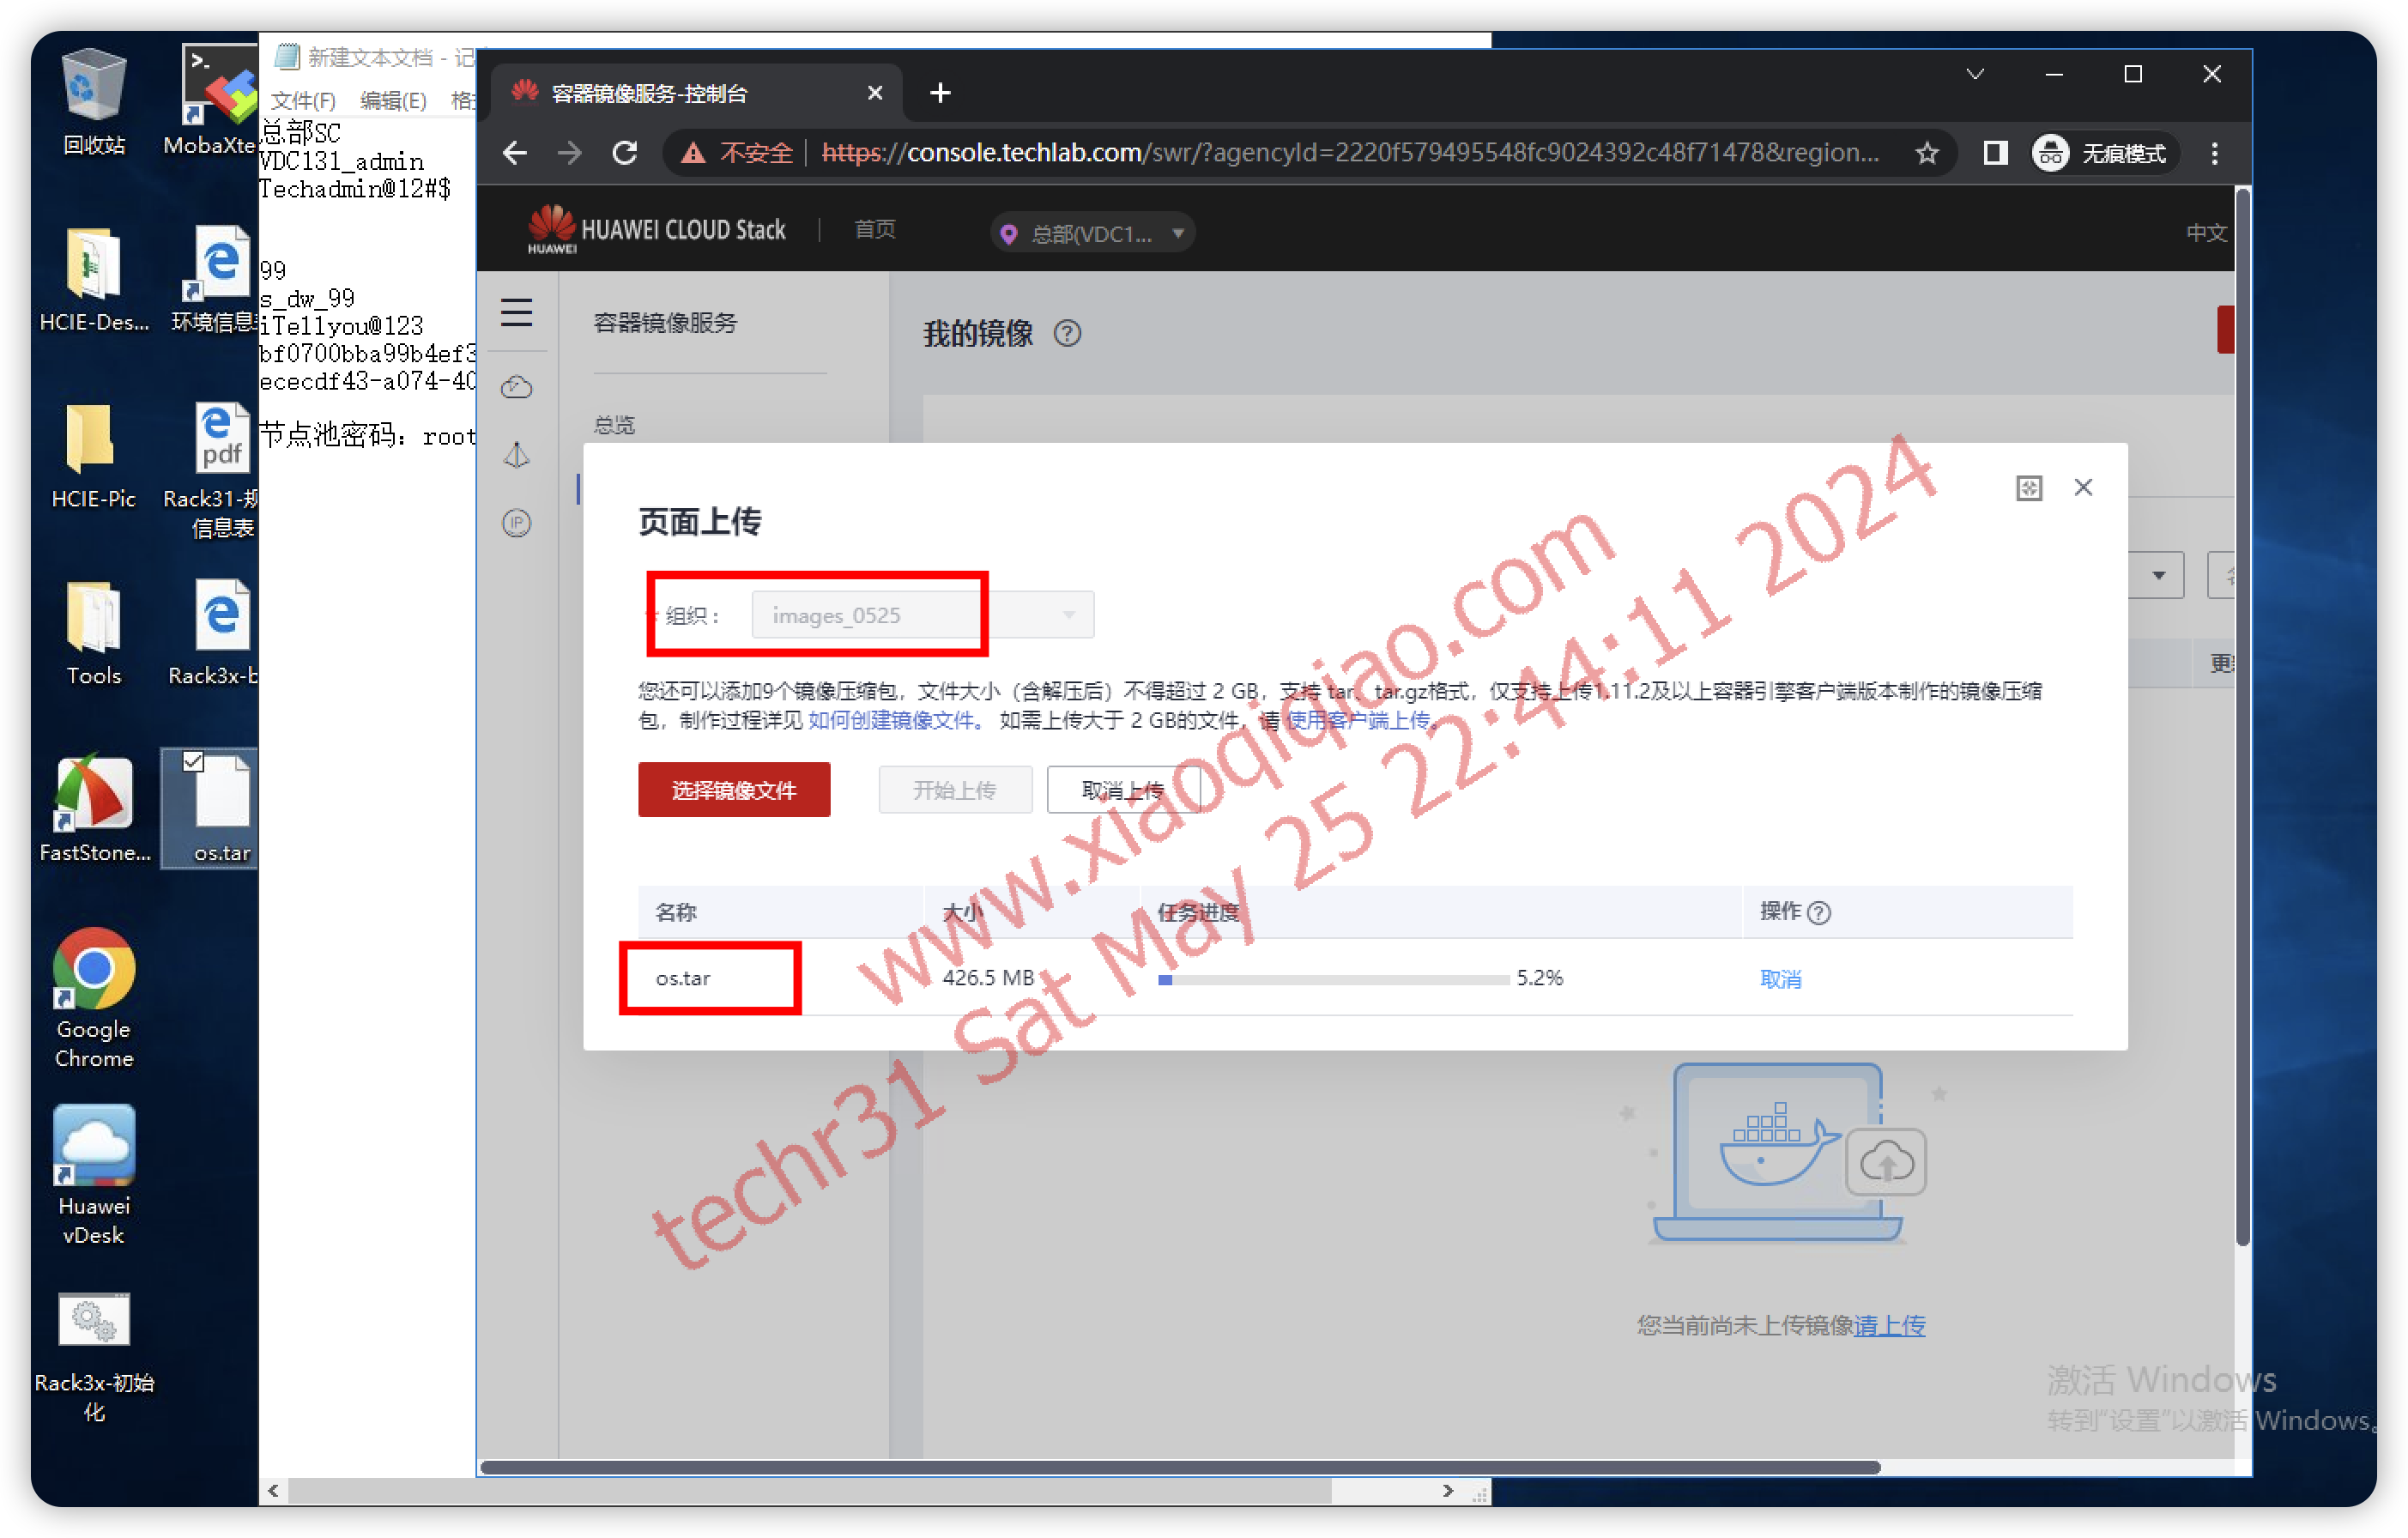 回收站
MobaXte
HCIE-Des...
环境信息
HCIE-Pic
Rack31-规
信息表
pdf
Tools
Rack3x-b
FastStone...
os.tar
Google
Chrome
Huawei
vDesk
Rack3x-初始
化
新建文本文档 - 记
文件(F) 编辑(E) 格
总部SC
VDC131_admin
Techadmin@12#$
99
s_dw_99
iTellyou@123
bf0700bba99b4ef3
ececdf43-a074-40
节点池密码：root
容器镜像服务-控制台
不安全 https://console.techlab.com/swr/?agencyId=2220f579495548fc9024392c48f71478&region...
无痕模式
HUAWEI
HUAWEI CLOUD Stack 首页 总部(VDC1... 中文
容器镜像服务
总览
IP
我的镜像
页面上传
* 组织： images_0525
您还可以添加9个镜像压缩包，文件大小（含解压后）不得超过 2 GB，支持 tar、tar.gz格式，仅支持上传1.11.2及以上容器引擎客户端版本制作的镜像压缩
包，制作过程详见 如何创建镜像文件。 如需上传大于 2 GB的文件，请 使用客户端上传。
选择镜像文件 开始上传 取消上传
名称 大小 任务进度 操作
os.tar 426.5 MB 5.2% 取消
您当前尚未上传镜像请上传
激活 Windows
转到“设置”以激活 Windows。
www.xiaoqiqiao.com
techr31 Sat May 25 22:44:11 2024